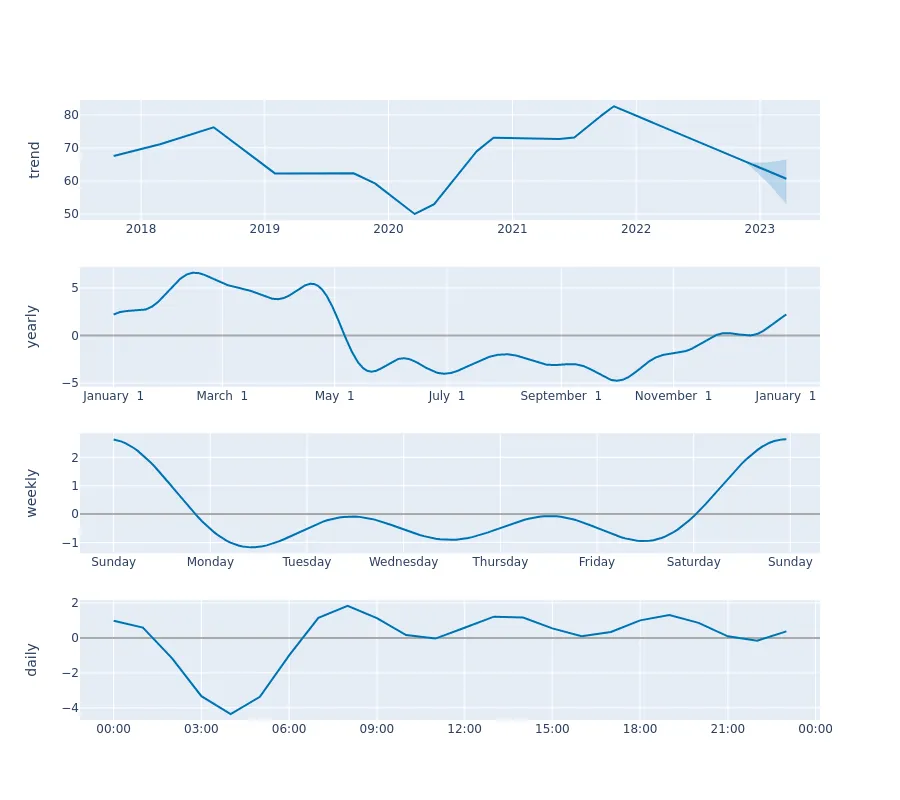 trend
80
70
60
50
2018 2019 2020 2021 2022 2023
yearly
5
0
−5
January 1 March 1 May 1 July 1 September 1 November 1 January 1
weekly
2
1
0
−1
Sunday Monday Tuesday Wednesday Thursday Friday Saturday Sunday
daily
2
0
−2
−4
00:00 03:00 06:00 09:00 12:00 15:00 18:00 21:00 00:00